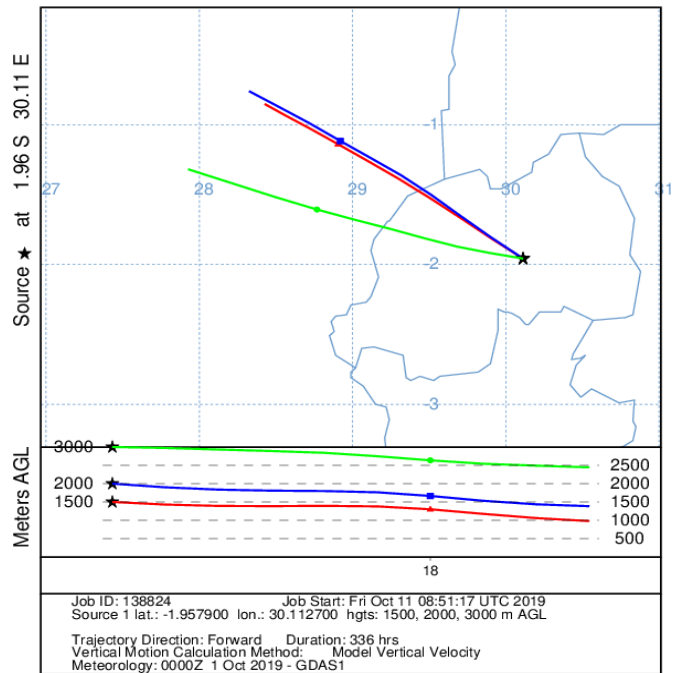 Source ★ at 1.96 S 30.11 E
27 28 29 30 31
-1
-2
-3
Meters AGL
3000
2000
1500
2500
2000
1500
1000
500
18
Job ID: 138824 Job Start: Fri Oct 11 08:51:17 UTC 2019
Source 1 lat.: -1.957900 lon.: 30.112700 hgts: 1500, 2000, 3000 m AGL
Trajectory Direction: Forward Duration: 336 hrs
Vertical Motion Calculation Method: Model Vertical Velocity
Meteorology: 0000Z 1 Oct 2019 - GDAS1